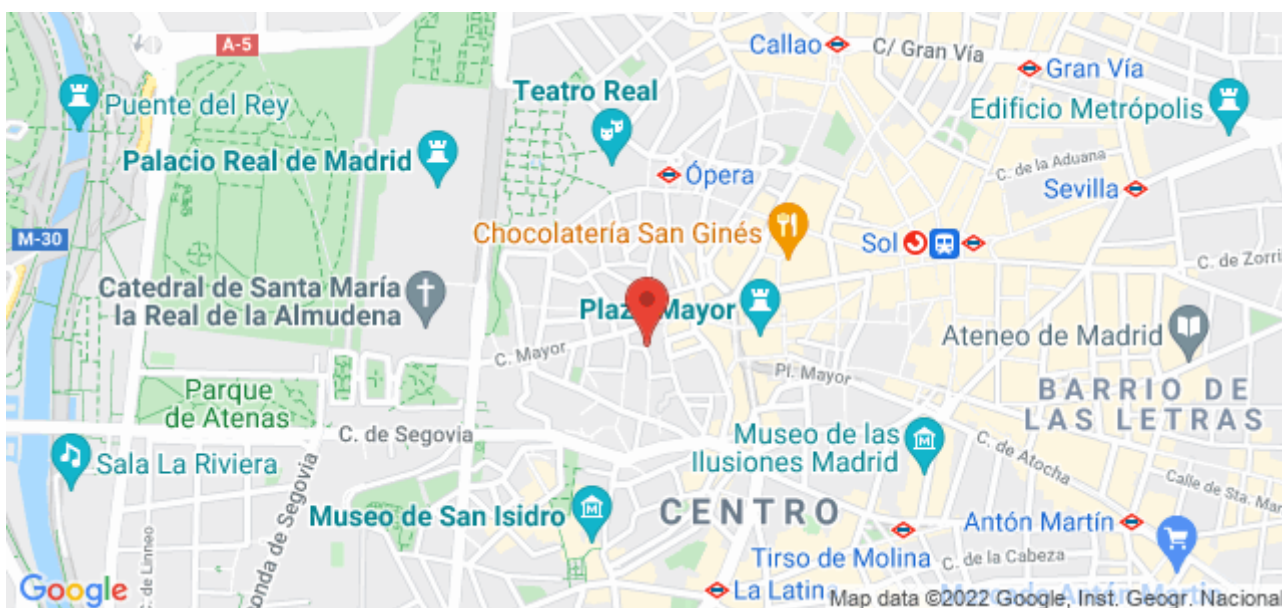 A-5
Callao
C/ Gran Vía
Gran Vía
Puente del Rey
Teatro Real
Edificio Metrópolis
Palacio Real de Madrid
Ópera
C. de la Aduana
Sevilla
M-30
Chocolatería San Ginés
Sol
C. de Zorri
Catedral de Santa María
la Real de la Almudena
Plaz Mayor
Ateneo de Madrid
C. Mayor
Pl. Mayor
Parque
de Atenas
BARRIO DE
LAS LETRAS
C. de Segovia
Museo de las
Ilusiones Madrid
C. de Atocha
Sala La Riviera
Calle de Sta. Mar
Ronda de Segovia
Museo de San Isidro
CENTRO
Antón Martín
Tirso de Molina
C. de la Cabeza
C. de Linneo
La Latin
Google
Map data ©2022 Google, Inst. Geogr. Nacional